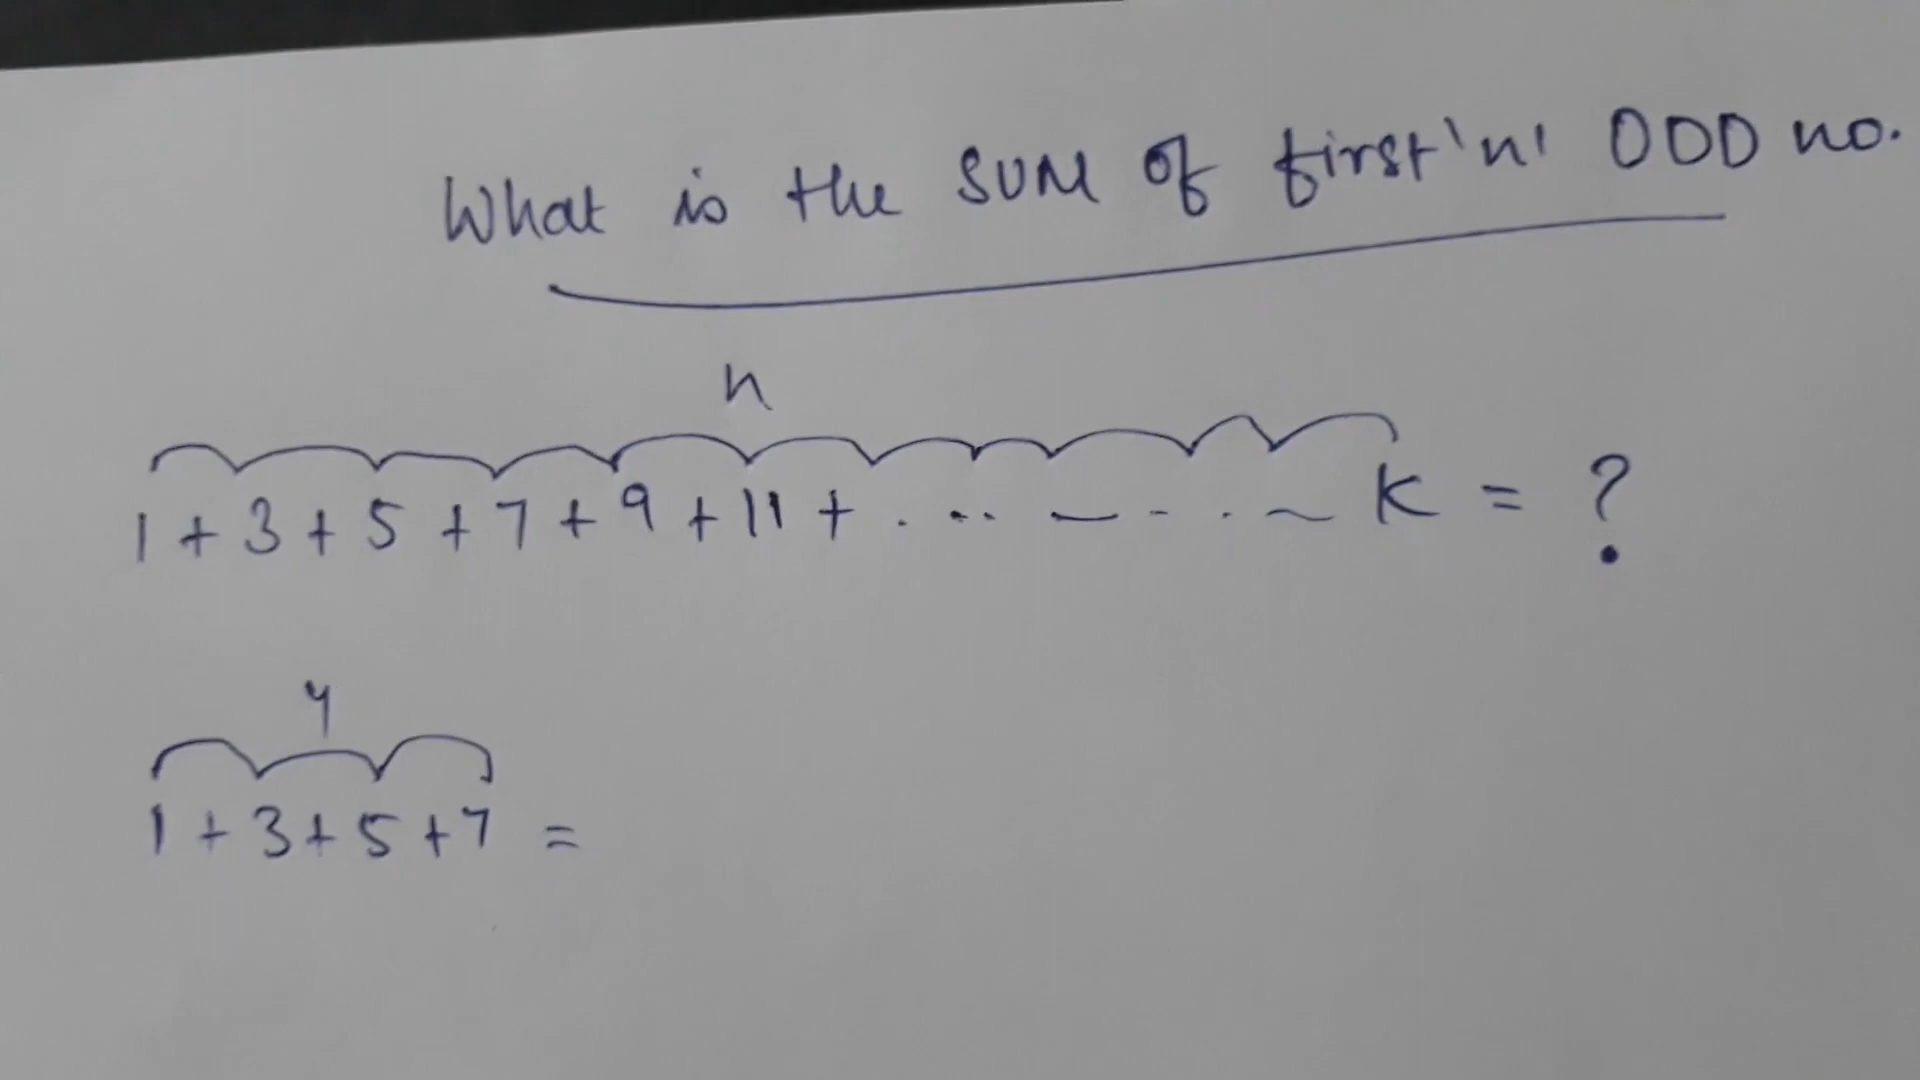 What is the SUM of first 'n' ODD no.
n
1 + 3 + 5 + 7 + 9 + 11 + . ... — - . ~ K = ?
4
1 + 3 + 5 + 7 =